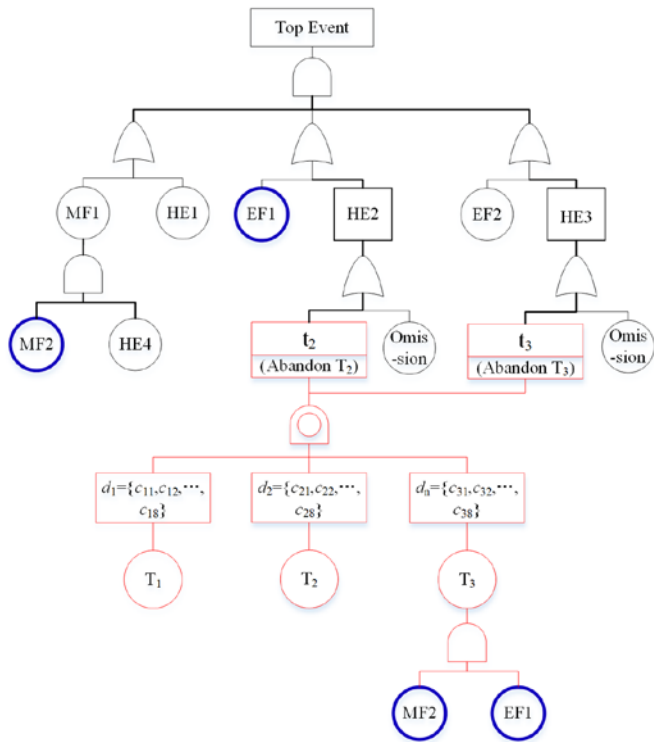 Top Event
MF1
HE1
EF1
HE2
EF2
HE3
MF2
HE4
t₂
(Abandon T₂)
Omis
-sion
t₃
(Abandon T₃)
Omis
-sion
d₁={c₁₁,c₁₂,⋯,
c₁₈}
d₂={c₂₁,c₂₂,⋯,
c₂₈}
dₙ={c₃₁,c₃₂,⋯,
c₃₈}
T₁
T₂
T₃
MF2
EF1